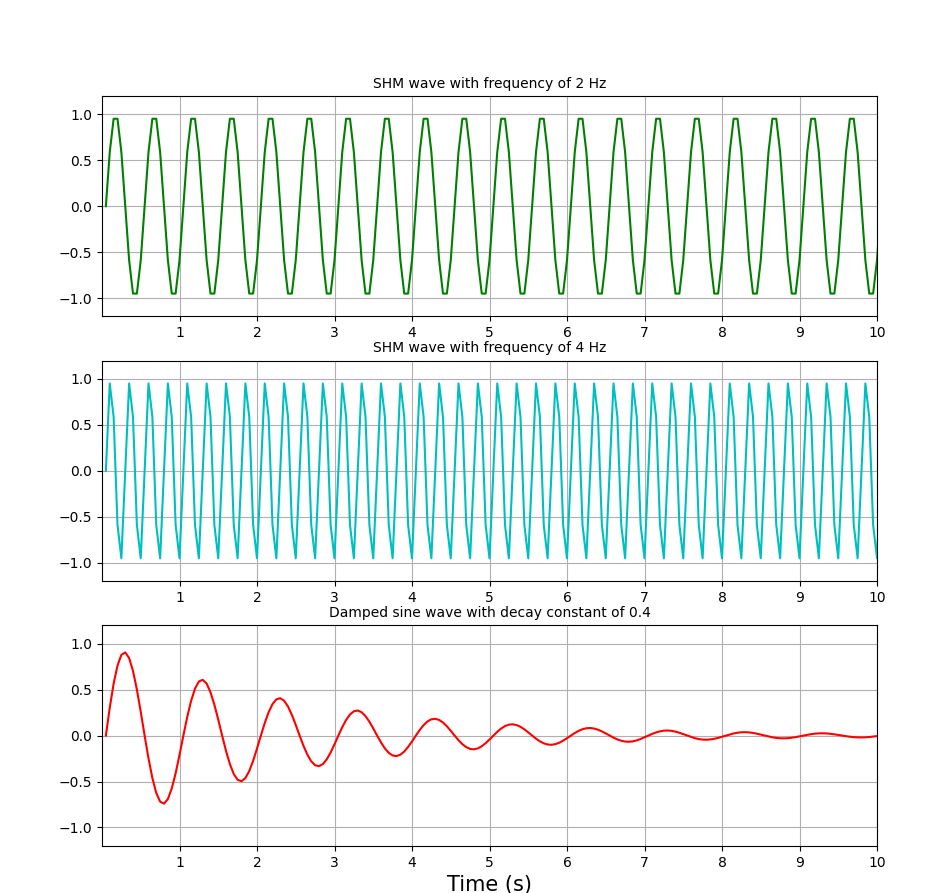 SHM wave with frequency of 2 Hz
1.0
0.5
0.0
−0.5
−1.0
1 2 3 4 5 6 7 8 9 10
SHM wave with frequency of 4 Hz
1.0
0.5
0.0
−0.5
−1.0
1 2 3 4 5 6 7 8 9 10
Damped sine wave with decay constant of 0.4
1.0
0.5
0.0
−0.5
−1.0
1 2 3 4 5 6 7 8 9 10
Time (s)